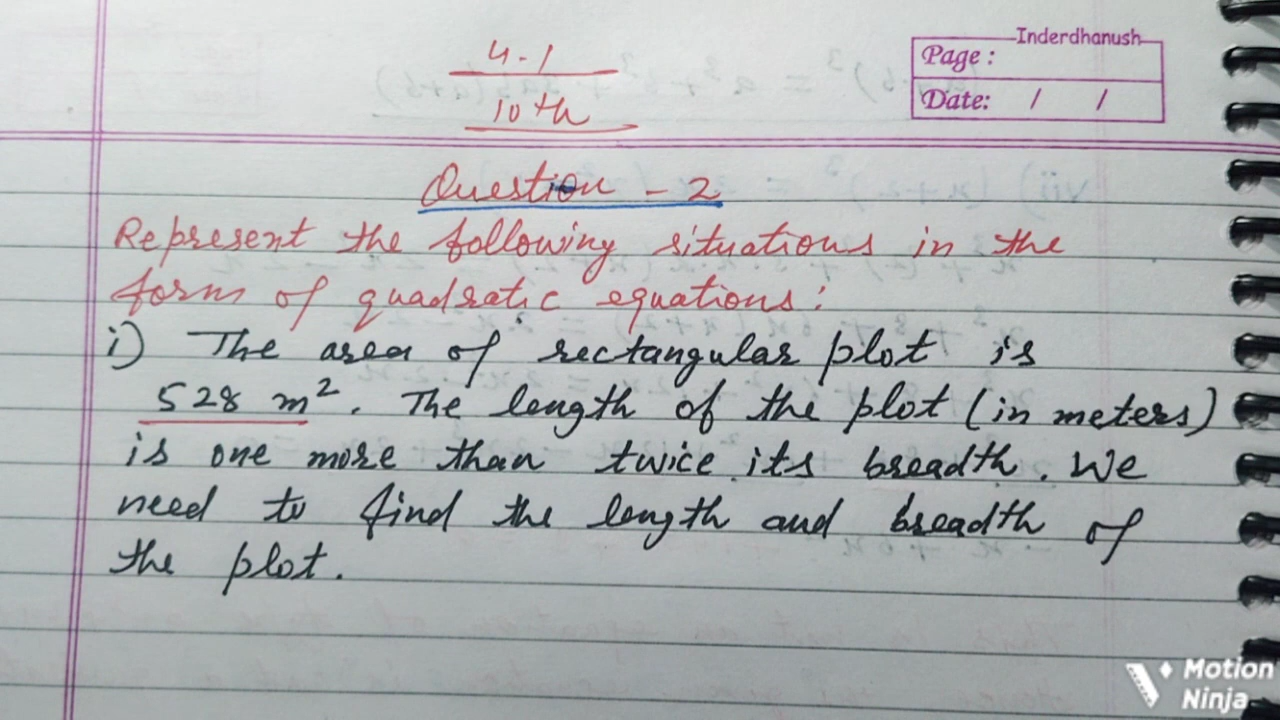 4.1
10th
Inderdhanush
Page :
Date: / /
Question - 2
Represent the following situations in the
form of quadratic equations:
i) The area of rectangular plot is
528 m². The length of the plot (in meters)
is one more than twice its breadth. We
need to find the length and breadth of
the plot.
Motion
Ninja